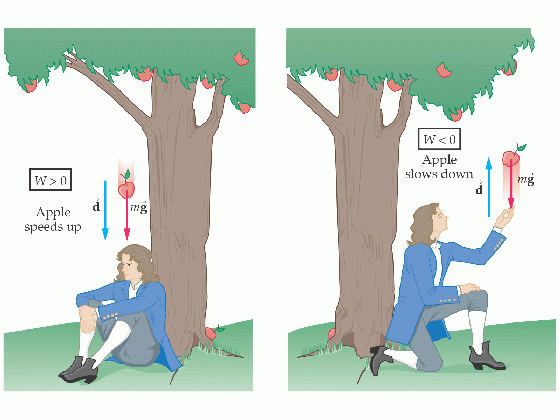 W > 0
Apple
speeds up
d⃗
mg⃗
W < 0
Apple
slows down
d⃗
mg⃗